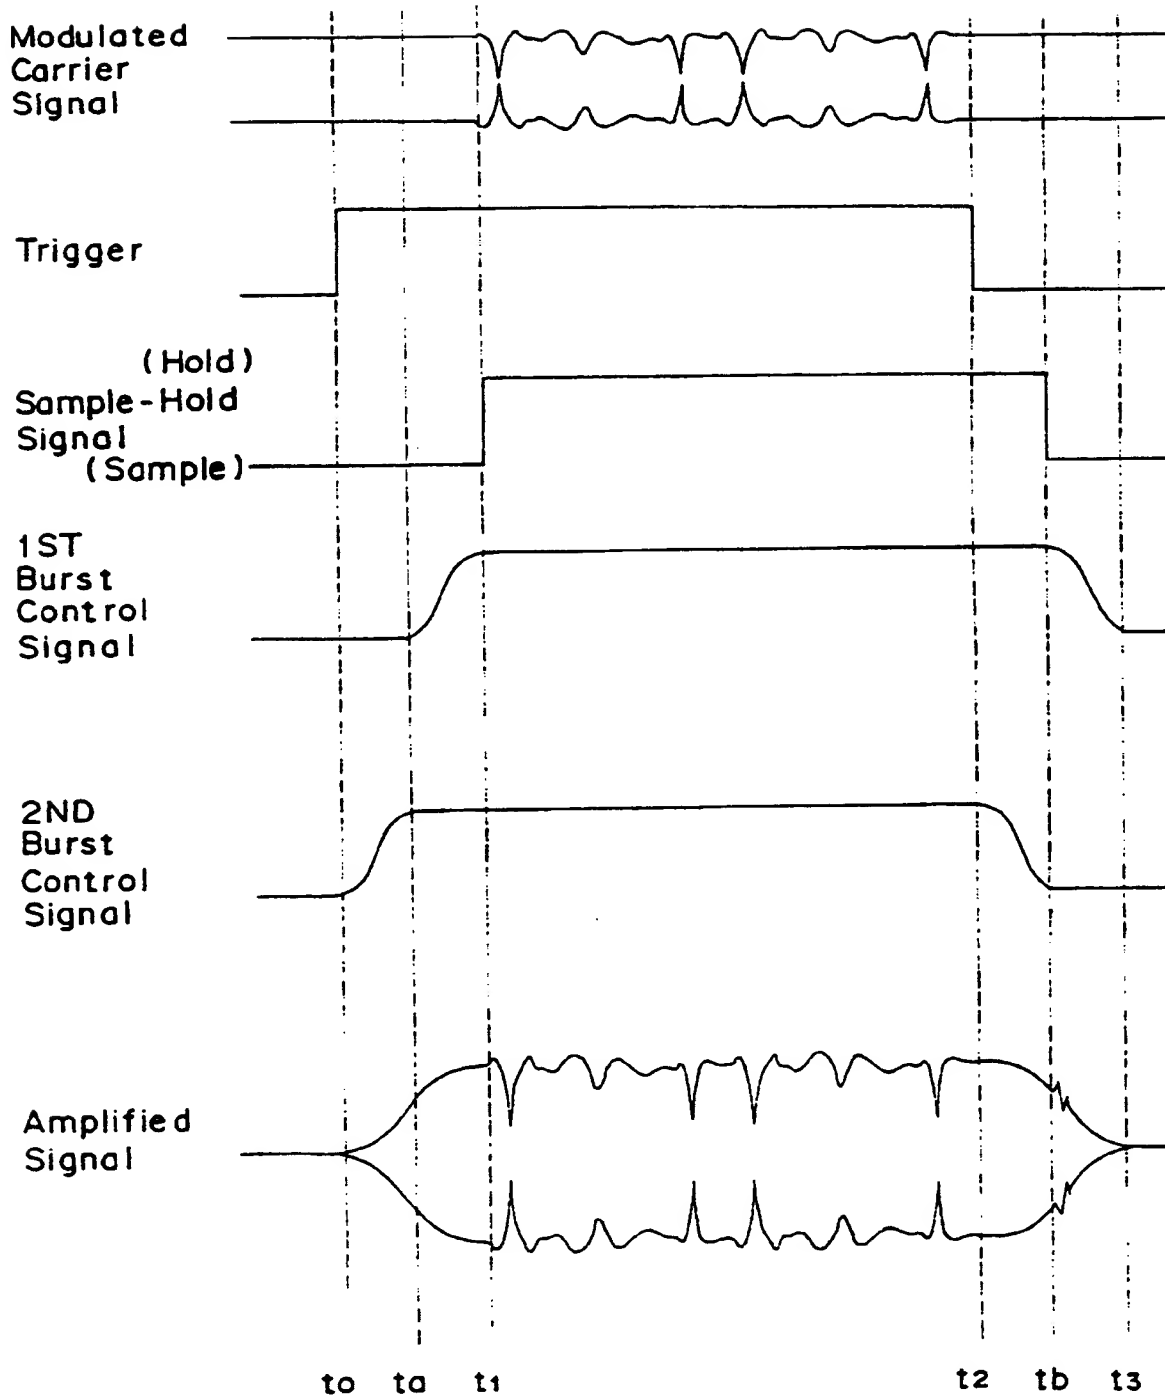 Modulated
Carrier
Signal
Trigger
(Hold)
Sample-Hold
Signal
(Sample)
1ST
Burst
Control
Signal
2ND
Burst
Control
Signal
Amplified
Signal
to ta t1 t2 tb t3